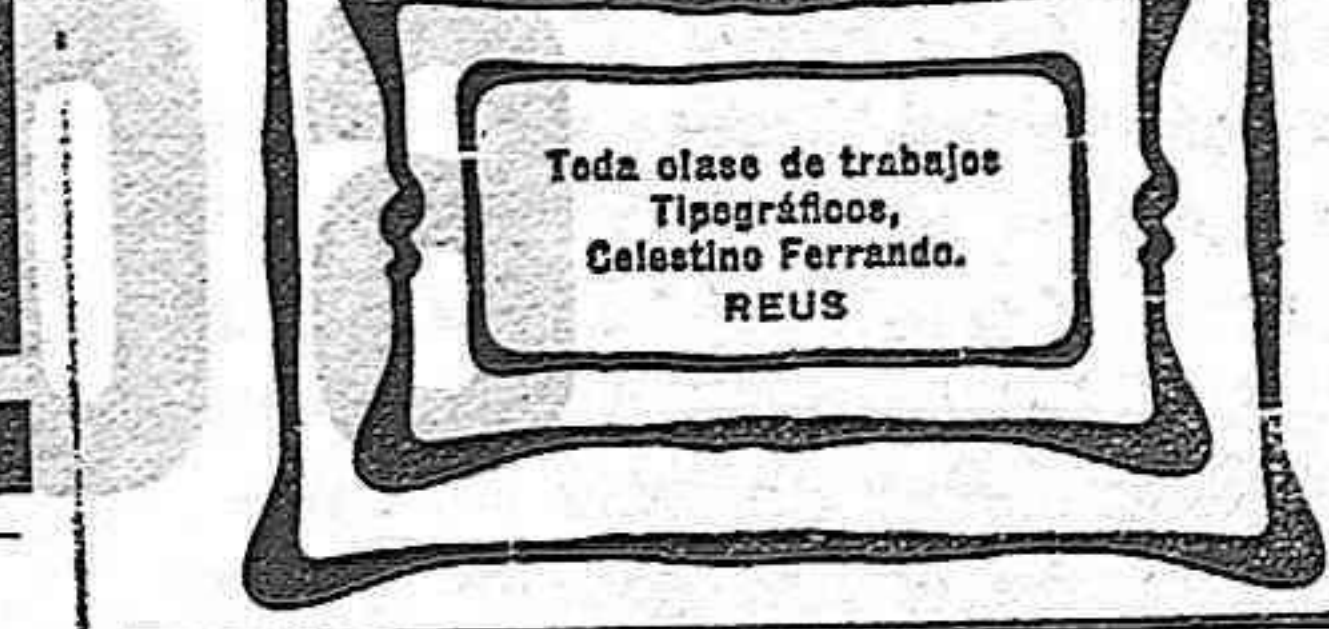 Toda clase de trabajos
Tipográficos,
Celestino Ferrando.
REUS